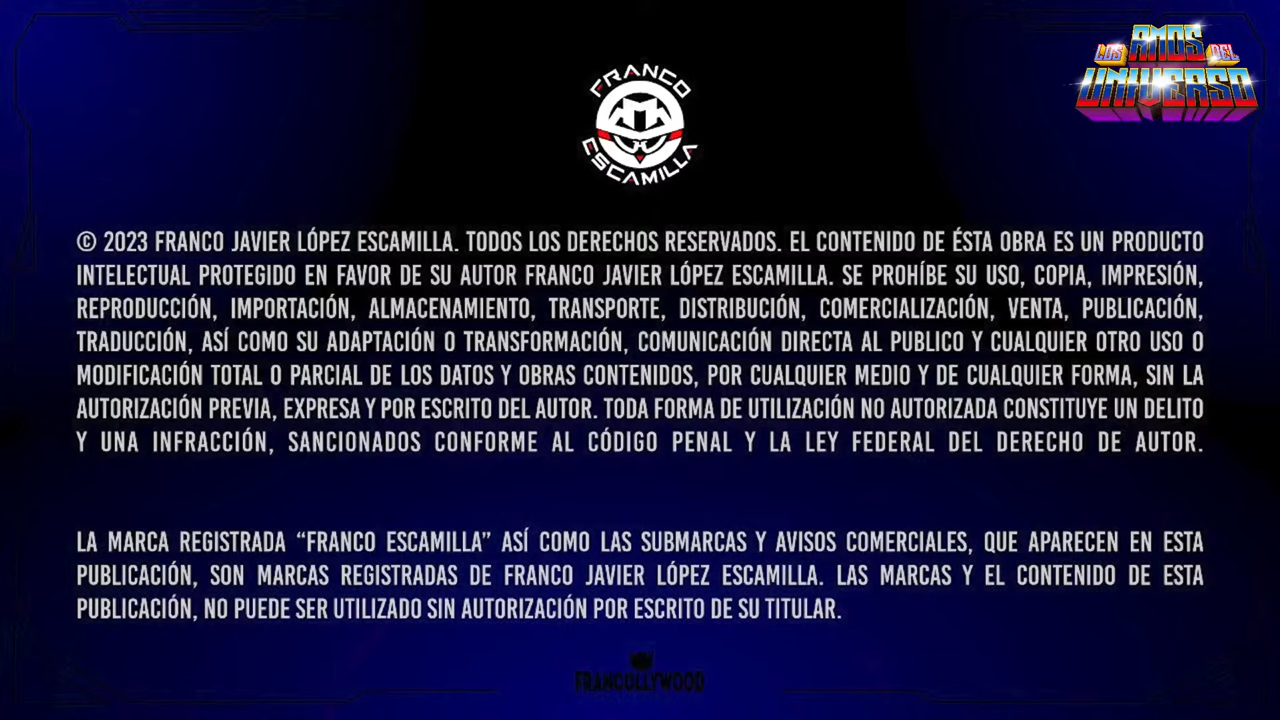 LOS AMOS DEL
UNIVERSO
FRANCO
ESCAMILLA
© 2023 FRANCO JAVIER LÓPEZ ESCAMILLA. TODOS LOS DERECHOS RESERVADOS. EL CONTENIDO DE ÉSTA OBRA ES UN PRODUCTO
INTELECTUAL PROTEGIDO EN FAVOR DE SU AUTOR FRANCO JAVIER LÓPEZ ESCAMILLA. SE PROHÍBE SU USO, COPIA, IMPRESIÓN,
REPRODUCCIÓN, IMPORTACIÓN, ALMACENAMIENTO, TRANSPORTE, DISTRIBUCIÓN, COMERCIALIZACIÓN, VENTA, PUBLICACIÓN,
TRADUCCIÓN, ASÍ COMO SU ADAPTACIÓN O TRANSFORMACIÓN, COMUNICACIÓN DIRECTA AL PUBLICO Y CUALQUIER OTRO USO O
MODIFICACIÓN TOTAL O PARCIAL DE LOS DATOS Y OBRAS CONTENIDOS, POR CUALQUIER MEDIO Y DE CUALQUIER FORMA, SIN LA
AUTORIZACIÓN PREVIA, EXPRESA Y POR ESCRITO DEL AUTOR. TODA FORMA DE UTILIZACIÓN NO AUTORIZADA CONSTITUYE UN DELITO
Y UNA INFRACCIÓN, SANCIONADOS CONFORME AL CÓDIGO PENAL Y LA LEY FEDERAL DEL DERECHO DE AUTOR.
LA MARCA REGISTRADA “FRANCO ESCAMILLA” ASÍ COMO LAS SUBMARCAS Y AVISOS COMERCIALES, QUE APARECEN EN ESTA
PUBLICACIÓN, SON MARCAS REGISTRADAS DE FRANCO JAVIER LÓPEZ ESCAMILLA. LAS MARCAS Y EL CONTENIDO DE ESTA
PUBLICACIÓN, NO PUEDE SER UTILIZADO SIN AUTORIZACIÓN POR ESCRITO DE SU TITULAR.
FRANCOLLYWOOD